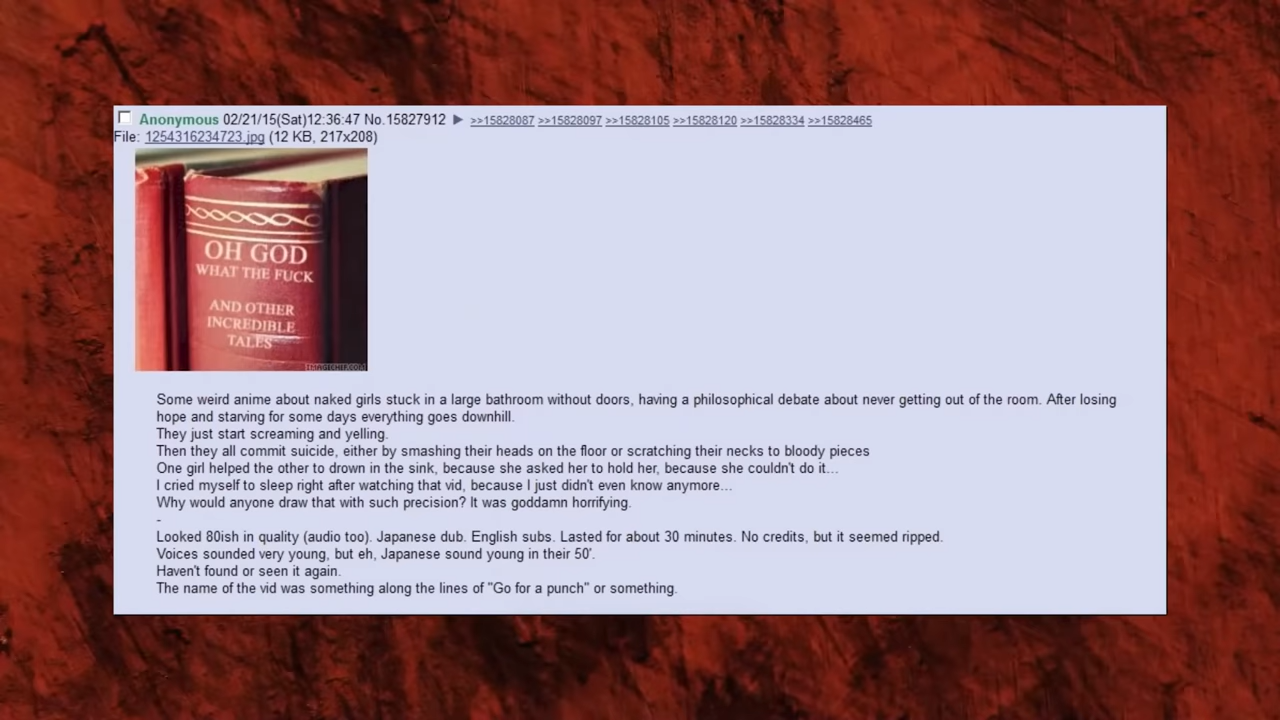 Anonymous 02/21/15(Sat)12:36:47 No.15827912 ▶ >>15828087 >>15828097 >>15828105 >>15828120 >>15828334 >>15828465
File: 1254316234723.jpg (12 KB, 217x208)
OH GOD
WHAT THE FUCK
AND OTHER
INCREDIBLE
TALES
Some weird anime about naked girls stuck in a large bathroom without doors, having a philosophical debate about never getting out of the room. After losing
hope and starving for some days everything goes downhill.
They just start screaming and yelling.
Then they all commit suicide, either by smashing their heads on the floor or scratching their necks to bloody pieces
One girl helped the other to drown in the sink, because she asked her to hold her, because she couldn't do it...
I cried myself to sleep right after watching that vid, because I just didn't even know anymore...
Why would anyone draw that with such precision? It was goddamn horrifying.
-
Looked 80ish in quality (audio too). Japanese dub. English subs. Lasted for about 30 minutes. No credits, but it seemed ripped.
Voices sounded very young, but eh, Japanese sound young in their 50'.
Haven't found or seen it again.
The name of the vid was something along the lines of "Go for a punch" or something.